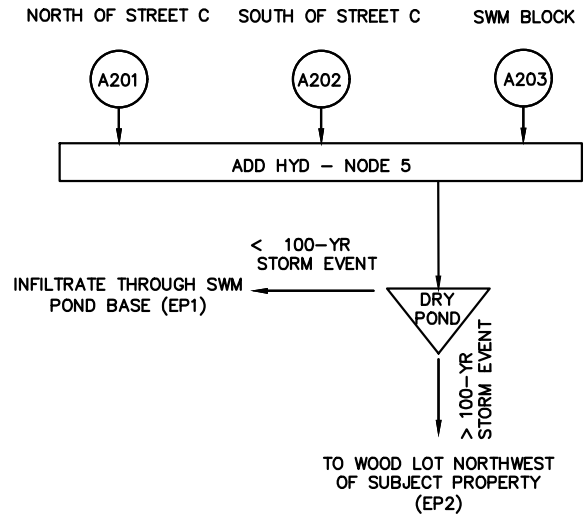 NORTH OF STREET C
SOUTH OF STREET C
SWM BLOCK
A201
A202
A203
ADD HYD – NODE 5
< 100–YR
STORM EVENT
INFILTRATE THROUGH SWM
POND BASE (EP1)
DRY
POND
> 100–YR
STORM EVENT
TO WOOD LOT NORTHWEST
OF SUBJECT PROPERTY
(EP2)